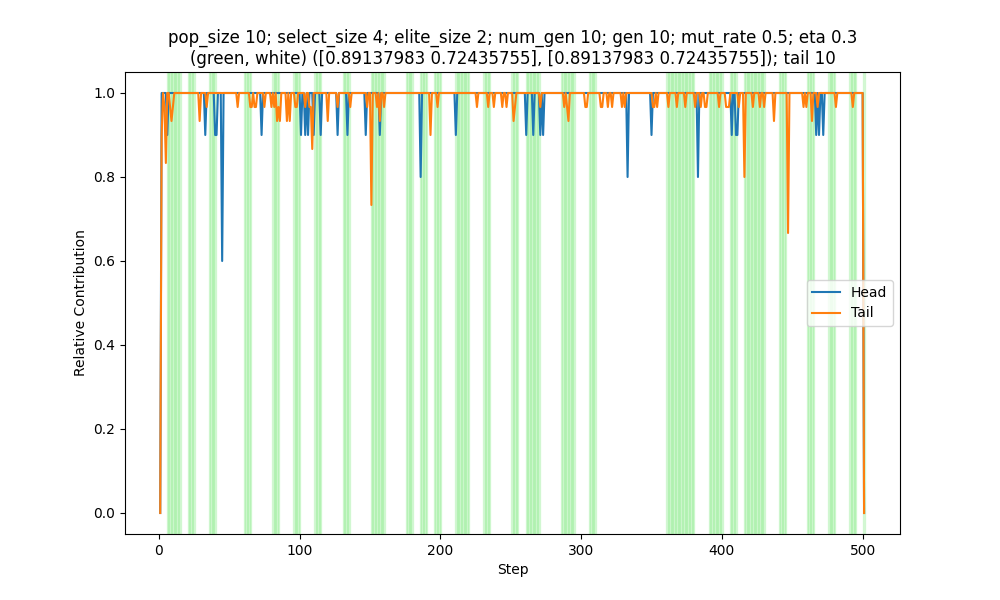 pop_size 10; select_size 4; elite_size 2; num_gen 10; gen 10; mut_rate 0.5; eta 0.3
(green, white) ([0.89137983 0.72435755], [0.89137983 0.72435755]); tail 10
Relative Contribution
1.0
0.8
0.6
0.4
0.2
0.0
Head
Tail
0
100
200
300
400
500
Step